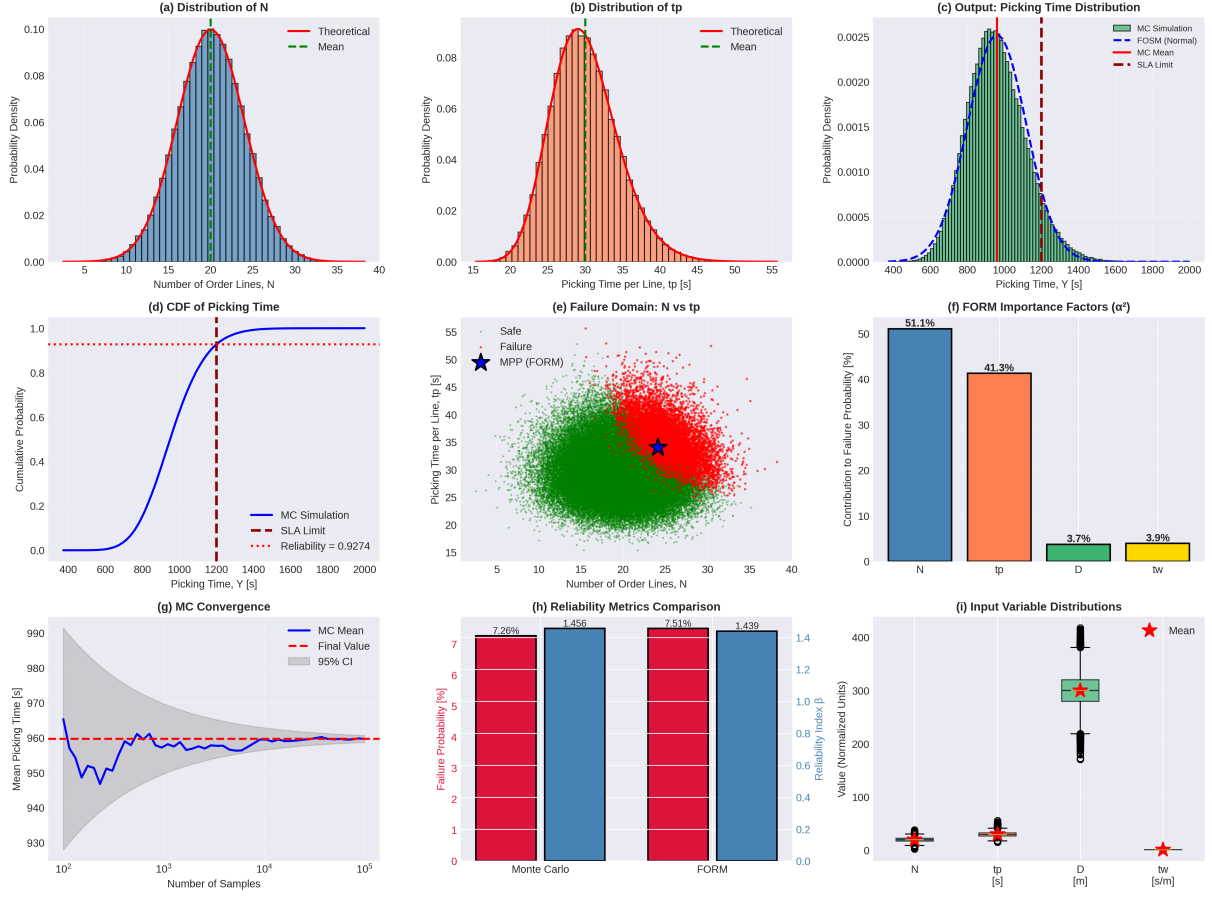 (a) Distribution of N
Probability Density
0.10
0.08
0.06
0.04
0.02
0.00
Theoretical
Mean
5 10 15 20 25 30 35 40
Number of Order Lines, N
(b) Distribution of tp
Probability Density
0.08
0.06
0.04
0.02
0.00
Theoretical
Mean
15 20 25 30 35 40 45 50 55
Picking Time per Line, tp [s]
(c) Output: Picking Time Distribution
Probability Density
0.0025
0.0020
0.0015
0.0010
0.0005
0.0000
MC Simulation
FOSM (Normal)
MC Mean
SLA Limit
400 600 800 1000 1200 1400 1600 1800 2000
Picking Time, Y [s]
(d) CDF of Picking Time
Cumulative Probability
1.0
0.8
0.6
0.4
0.2
0.0
MC Simulation
SLA Limit
Reliability = 0.9274
400 600 800 1000 1200 1400 1600 1800 2000
Picking Time, Y [s]
(e) Failure Domain: N vs tp
Picking Time per Line, tp [s]
55
50
45
40
35
30
25
20
15
Safe
Failure
MPP (FORM)
5 10 15 20 25 30 35 40
Number of Order Lines, N
(f) FORM Importance Factors (α²)
Contribution to Failure Probability [%]
50
40
30
20
10
0
51.1%
41.3%
3.7%
3.9%
N tp D tw
(g) MC Convergence
Mean Picking Time [s]
990
980
970
960
950
940
930
MC Mean
Final Value
95% CI
10² 10³ 10⁴ 10⁵
Number of Samples
(h) Reliability Metrics Comparison
Failure Probability [%]
7
6
5
4
3
2
1
0
7.26% 1.456 7.51% 1.439
Monte Carlo FORM
1.4
1.2
1.0
0.8
0.6
0.4
0.2
0.0
Reliability Index β
(i) Input Variable Distributions
Value (Normalized Units)
400
300
200
100
0
Mean
N tp D tw
[s] [m] [s/m]